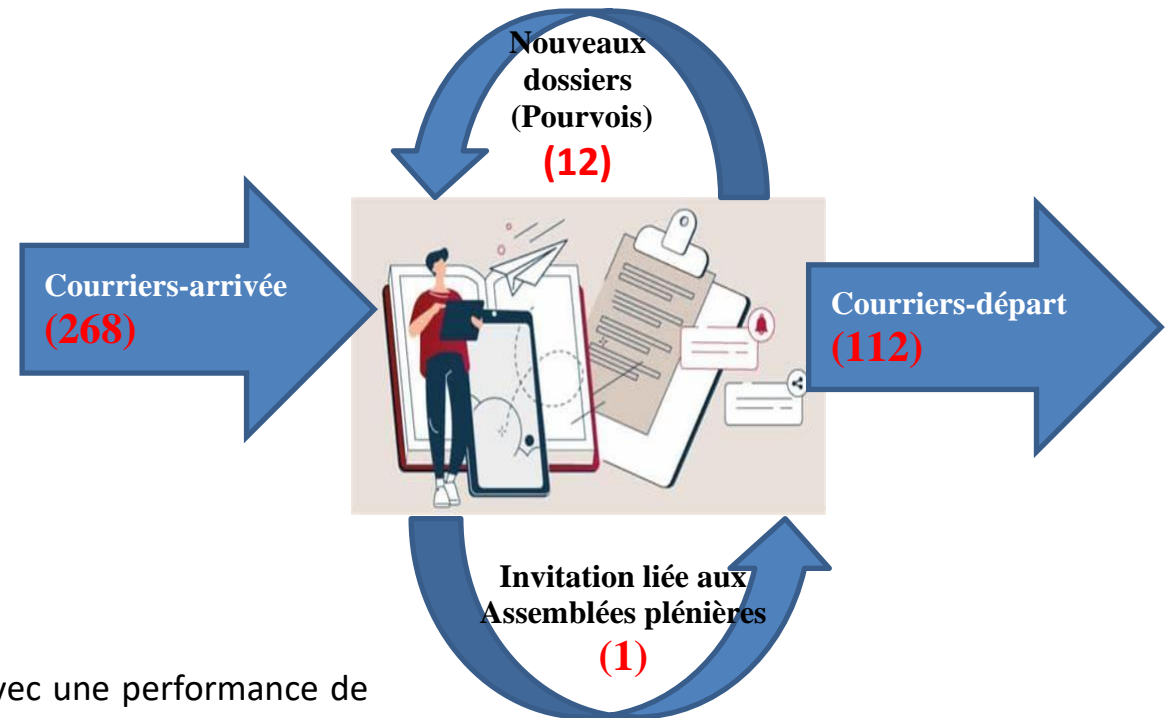 Nouveaux
dossiers
(Pourvois)
(12)
Courriers-arrivée
(268)
Courriers-départ
(112)
Invitation liée aux
Assemblées plénières
(1)
vec une performance de